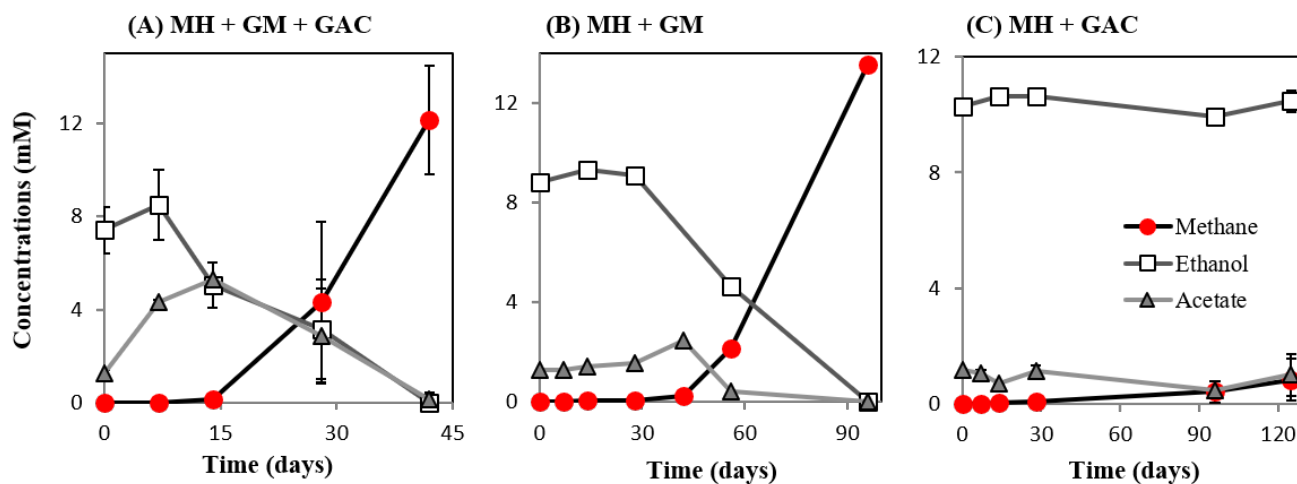 (A) MH + GM + GAC
(B) MH + GM
(C) MH + GAC
Concentrations (mM)
12
8
4
0
0
15
30
45
Time (days)
12
8
4
0
0
30
60
90
Time (days)
12
8
4
0
0
30
60
90
120
Time (days)
Methane
Ethanol
Acetate